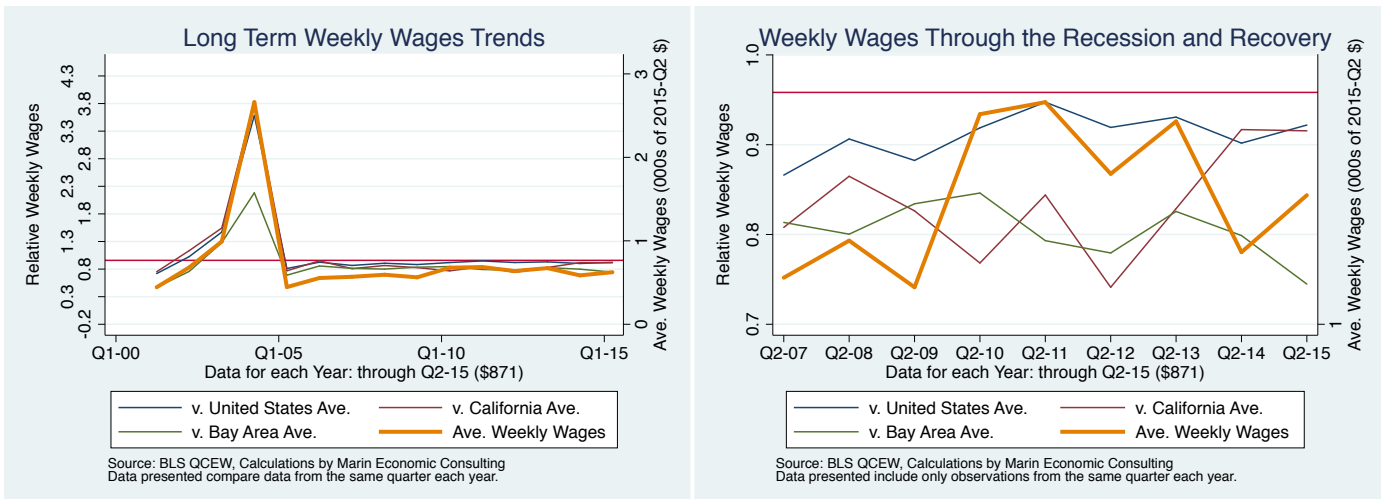 Long Term Weekly Wages Trends
Relative Weekly Wages
4.3
3.8
3.3
2.8
2.3
1.8
1.3
0.8
0.3
-0.2
3
2
1
0
Ave. Weekly Wages (000s of 2015-Q2 $)
Q1-00 Q1-05 Q1-10 Q1-15
Data for each Year: through Q2-15 ($871)
v. United States Ave. v. California Ave.
v. Bay Area Ave. Ave. Weekly Wages
Source: BLS QCEW, Calculations by Marin Economic Consulting
Data presented compare data from the same quarter each year.
Weekly Wages Through the Recession and Recovery
Relative Weekly Wages
1.0
0.9
0.8
0.7
1
Ave. Weekly Wages (000s of 2015-Q2 $)
Q2-07 Q2-08 Q2-09 Q2-10 Q2-11 Q2-12 Q2-13 Q2-14 Q2-15
Data for each Year: through Q2-15 ($871)
v. United States Ave. v. California Ave.
v. Bay Area Ave. Ave. Weekly Wages
Source: BLS QCEW, Calculations by Marin Economic Consulting
Data presented include only observations from the same quarter each year.